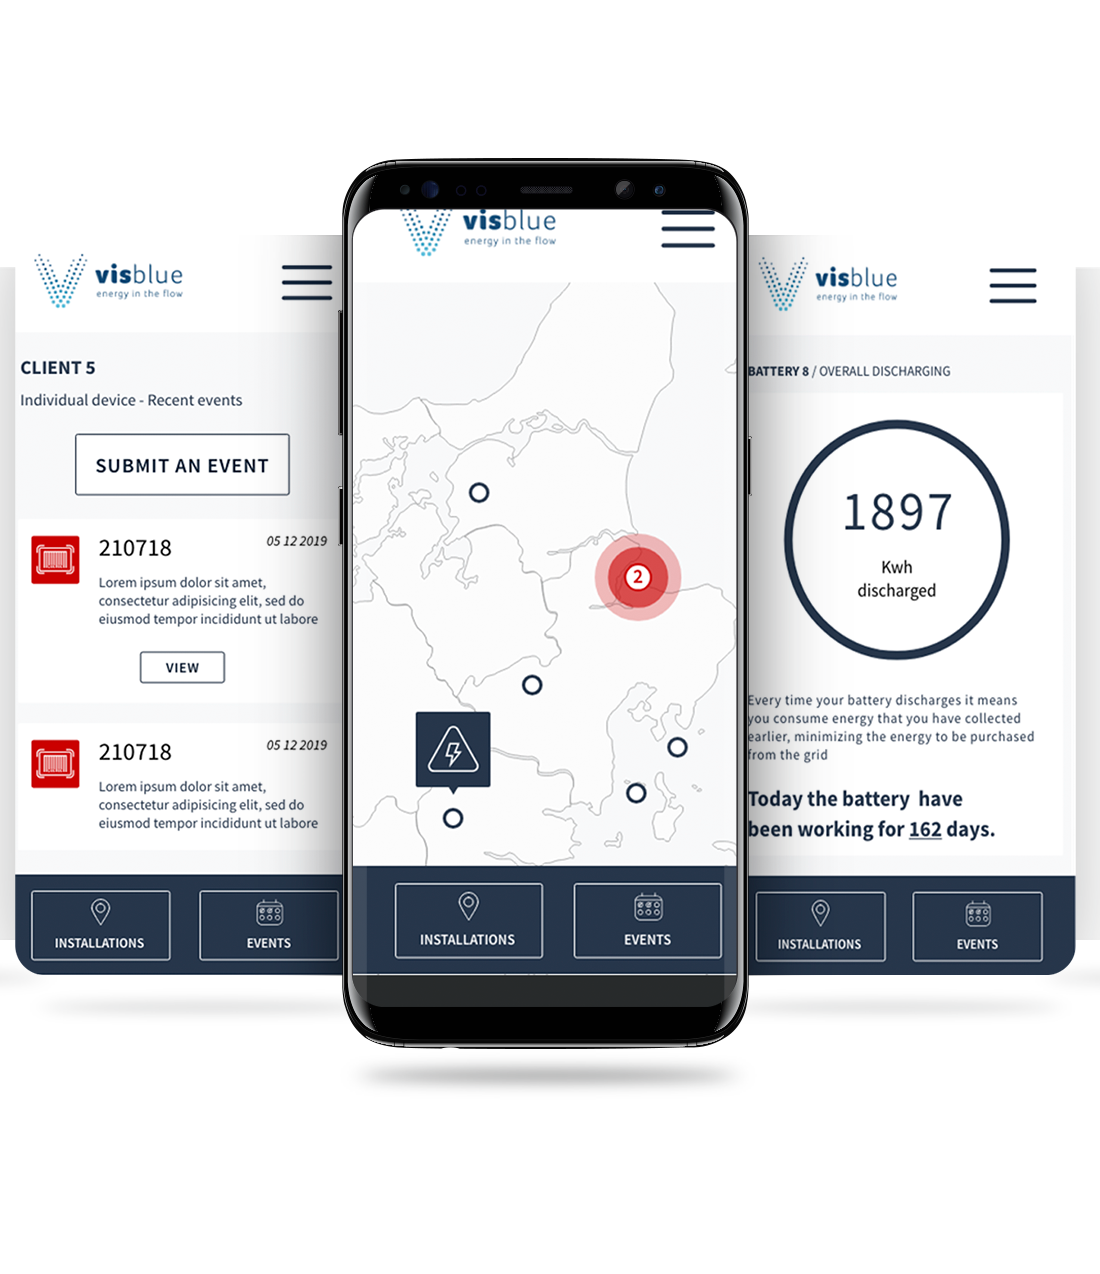 visblue
energy in the flow
CLIENT 5
Individual device - Recent events
SUBMIT AN EVENT
210718
05 12 2019
Lorem ipsum dolor sit amet,
consectetur adipisicing elit, sed do
eiusmod tempor incididunt ut labore
VIEW
210718
05 12 2019
Lorem ipsum dolor sit amet,
consectetur adipisicing elit, sed do
eiusmod tempor incididunt ut labore
INSTALLATIONS
EVENTS
visblue
energy in the flow
2
INSTALLATIONS
EVENTS
visblue
energy in the flow
BATTERY 8 / OVERALL DISCHARGING
1897
Kwh
discharged
Every time your battery discharges it means
you consume energy that you have collected
earlier, minimizing the energy to be purchased
from the grid
Today the battery have
been working for 162 days.
INSTALLATIONS
EVENTS